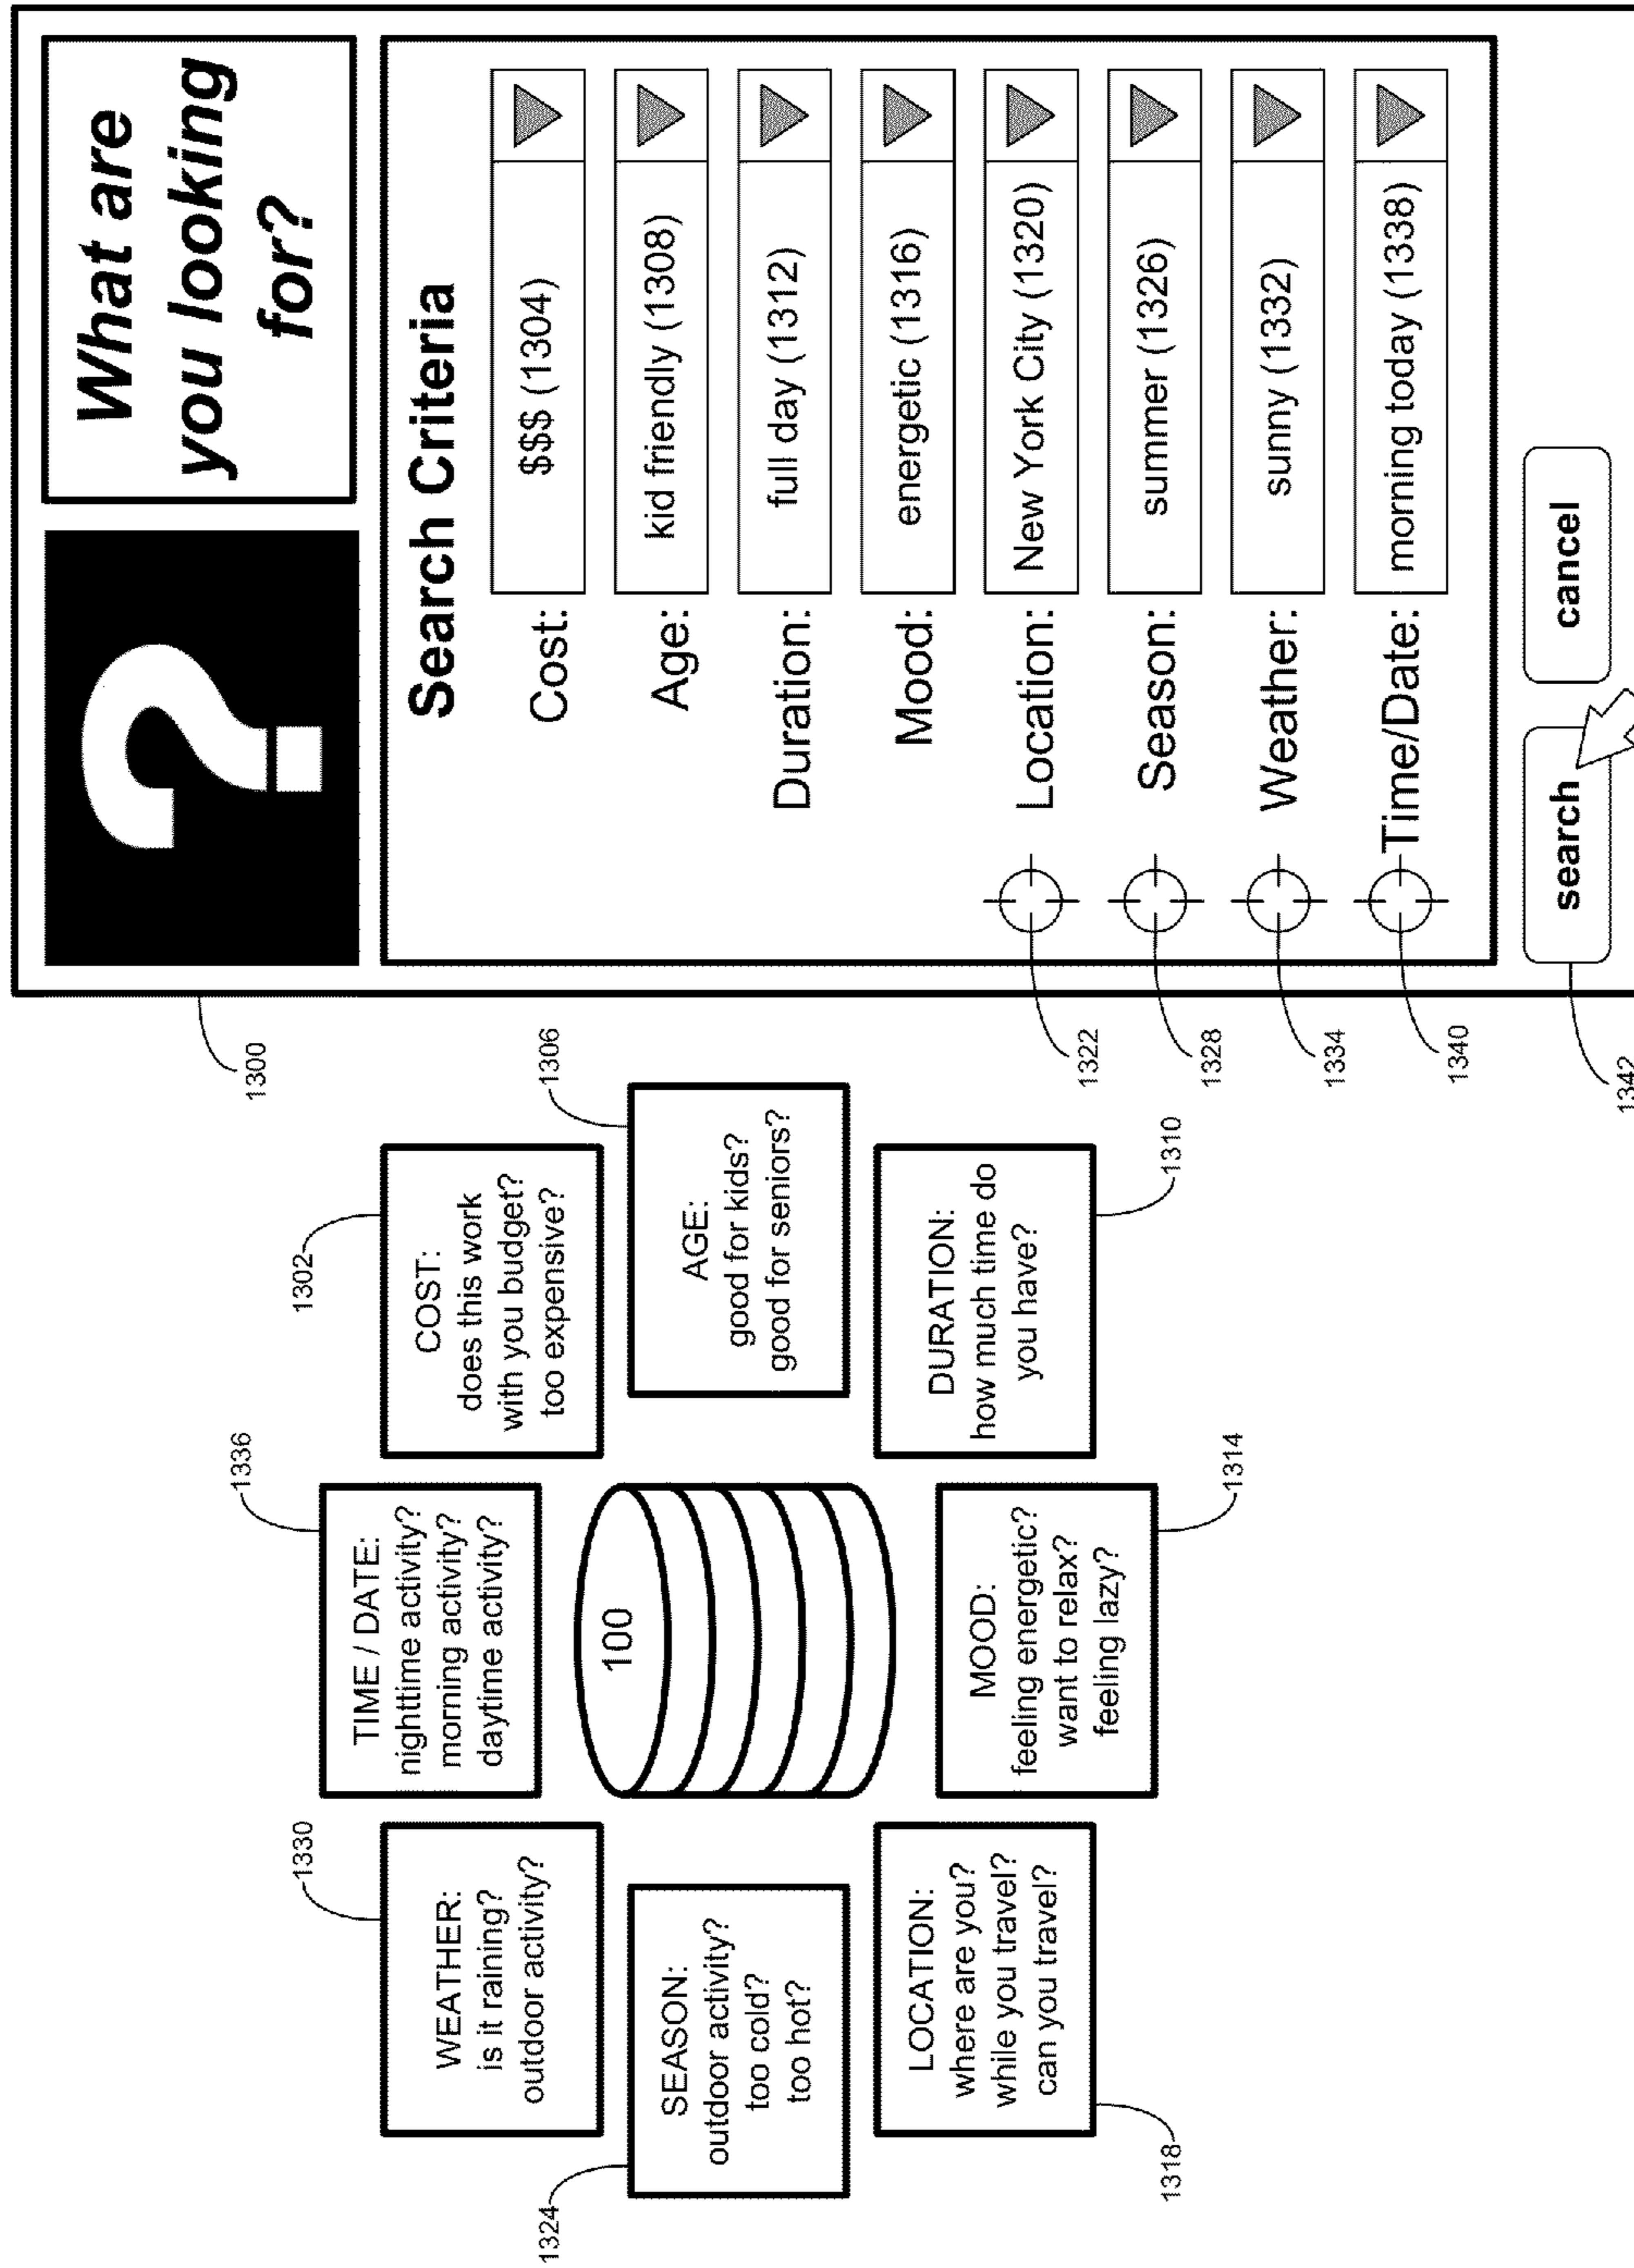 1336
TIME / DATE:
nighttime activity?
morning activity?
daytime activity?
1330
WEATHER:
is it raining?
outdoor activity?
1302
COST:
does this work
with you budget?
too expensive?
1324
SEASON:
outdoor activity?
too cold?
too hot?
100
1306
AGE:
good for kids?
good for seniors?
1318
LOCATION:
where are you?
while you travel?
can you travel?
1314
MOOD:
feeling energetic?
want to relax?
feeling lazy?
1310
DURATION:
how much time do
you have?
1300
?
What are
you looking
for?
Search Criteria
Cost: $$$ (1304)
Age: kid friendly (1308)
Duration: full day (1312)
Mood: energetic (1316)
1322 Location: New York City (1320)
1328 Season: summer (1326)
1334 Weather: sunny (1332)
1340 Time/Date: morning today (1338)
1342 search cancel